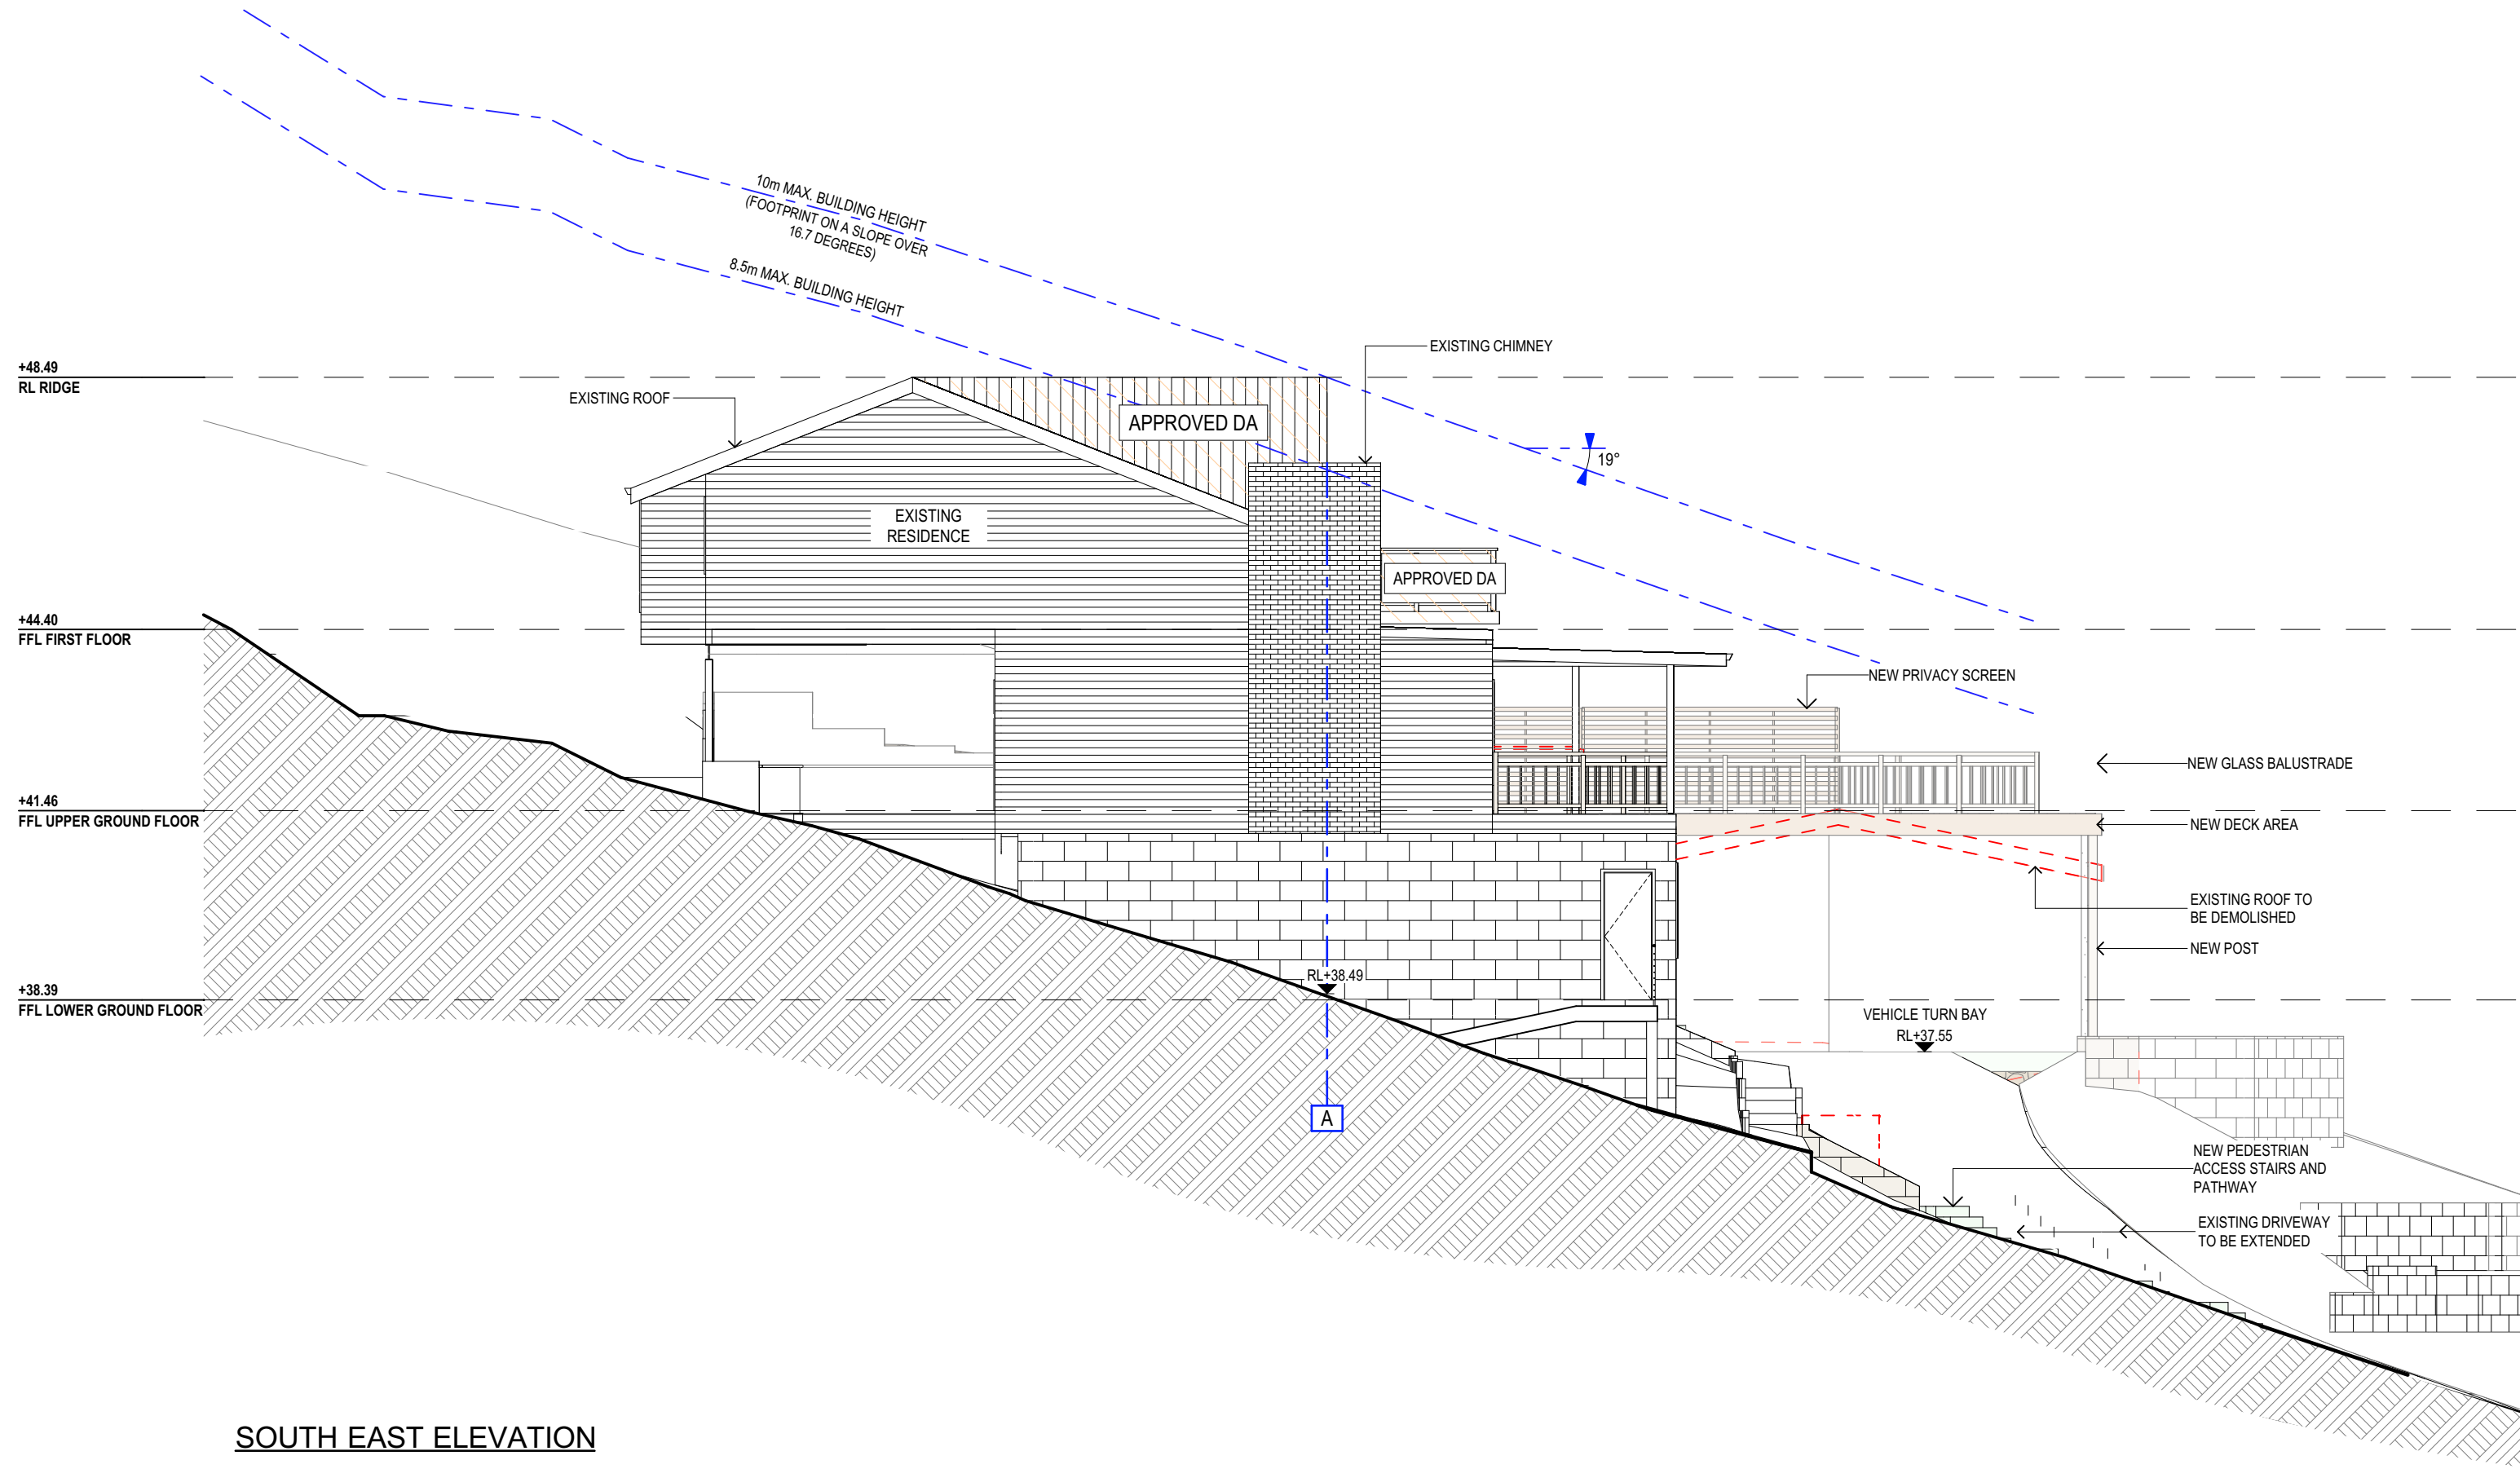 10m MAX. BUILDING HEIGHT
(FOOTPRINT ON A SLOPE OVER
16.7 DEGREES)
8.5m MAX. BUILDING HEIGHT
EXISTING CHIMNEY
+48.49
RL RIDGE
EXISTING ROOF
APPROVED DA
19°
EXISTING
RESIDENCE
APPROVED DA
+44.40
FFL FIRST FLOOR
NEW PRIVACY SCREEN
NEW GLASS BALUSTRADE
+41.46
FFL UPPER GROUND FLOOR
NEW DECK AREA
EXISTING ROOF TO
BE DEMOLISHED
NEW POST
RL+38.49
+38.39
FFL LOWER GROUND FLOOR
VEHICLE TURN BAY
RL+37.55
A
NEW PEDESTRIAN
ACCESS STAIRS AND
PATHWAY
EXISTING DRIVEWAY
TO BE EXTENDED
SOUTH EAST ELEVATION